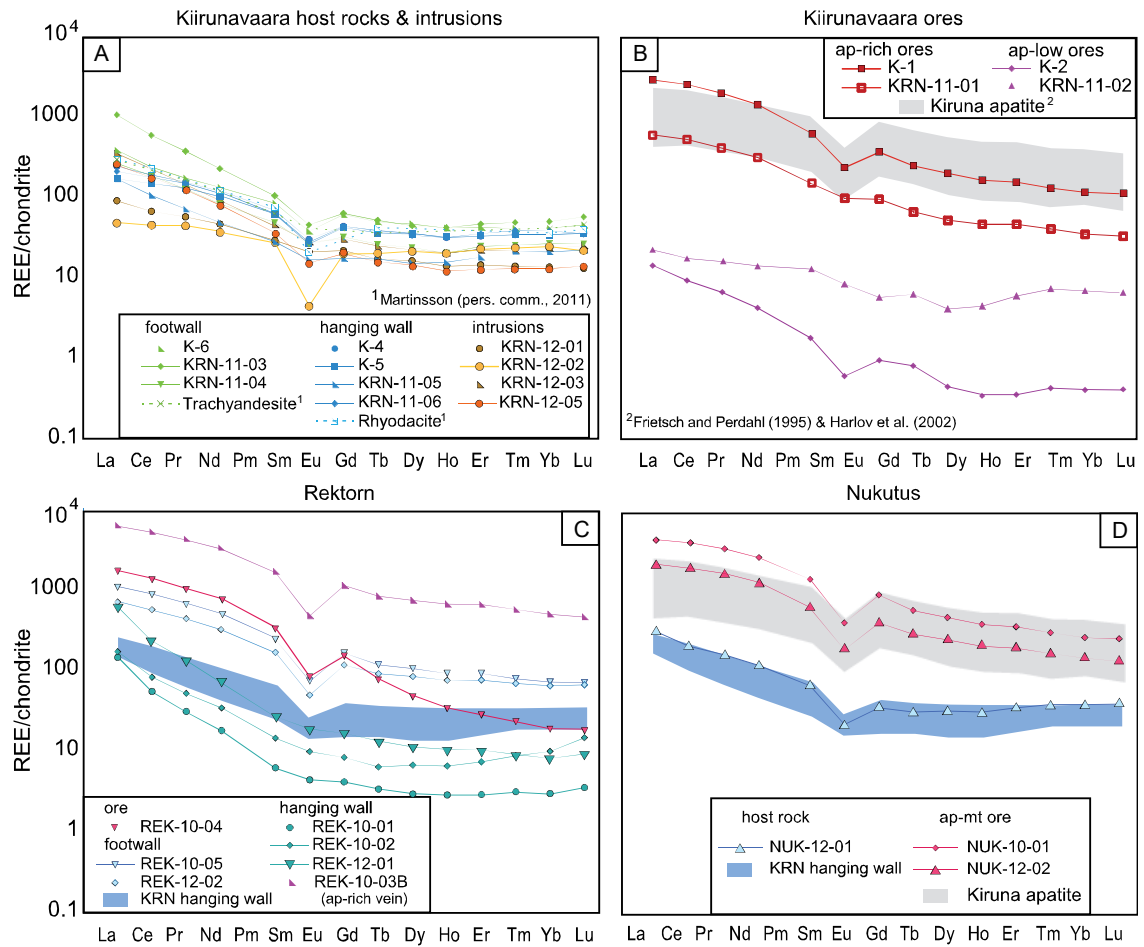 Kiirunavaara host rocks & intrusions
A
10⁴
1000
100
10
1
0.1
REE/chondrite
¹Martinsson (pers. comm., 2011)
footwall
K-6
KRN-11-03
KRN-11-04
Trachyandesite¹
hanging wall
K-4
K-5
KRN-11-05
KRN-11-06
Rhyodacite¹
intrusions
KRN-12-01
KRN-12-02
KRN-12-03
KRN-12-05
La Ce Pr Nd Pm Sm Eu Gd Tb Dy Ho Er Tm Yb Lu
Kiirunavaara ores
B
ap-rich ores
K-1
KRN-11-01
ap-low ores
K-2
KRN-11-02
Kiruna apatite²
²Frietsch and Perdahl (1995) & Harlov et al. (2002)
La Ce Pr Nd Pm Sm Eu Gd Tb Dy Ho Er Tm Yb Lu
Rektorn
C
10⁴
1000
100
10
1
0.1
REE/chondrite
ore
REK-10-04
footwall
REK-10-05
REK-12-02
KRN hanging wall
hanging wall
REK-10-01
REK-10-02
REK-12-01
REK-10-03B
(ap-rich vein)
La Ce Pr Nd Pm Sm Eu Gd Tb Dy Ho Er Tm Yb Lu
Nukutus
D
host rock
NUK-12-01
KRN hanging wall
ap-mt ore
NUK-10-01
NUK-12-02
Kiruna apatite
La Ce Pr Nd Pm Sm Eu Gd Tb Dy Ho Er Tm Yb Lu